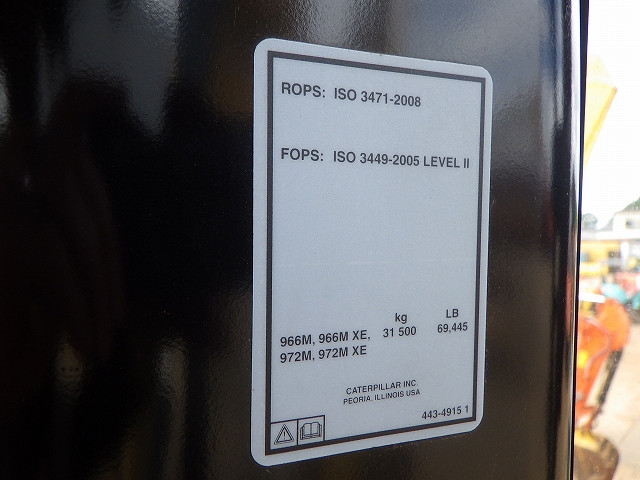 ROPS: ISO 3471-2008
FOPS: ISO 3449-2005 LEVEL II
kg LB
966M, 966M XE, 31 500 69,445
972M, 972M XE
CATERPILLAR INC.
PEORIA, ILLINOIS USA
443-4915 1